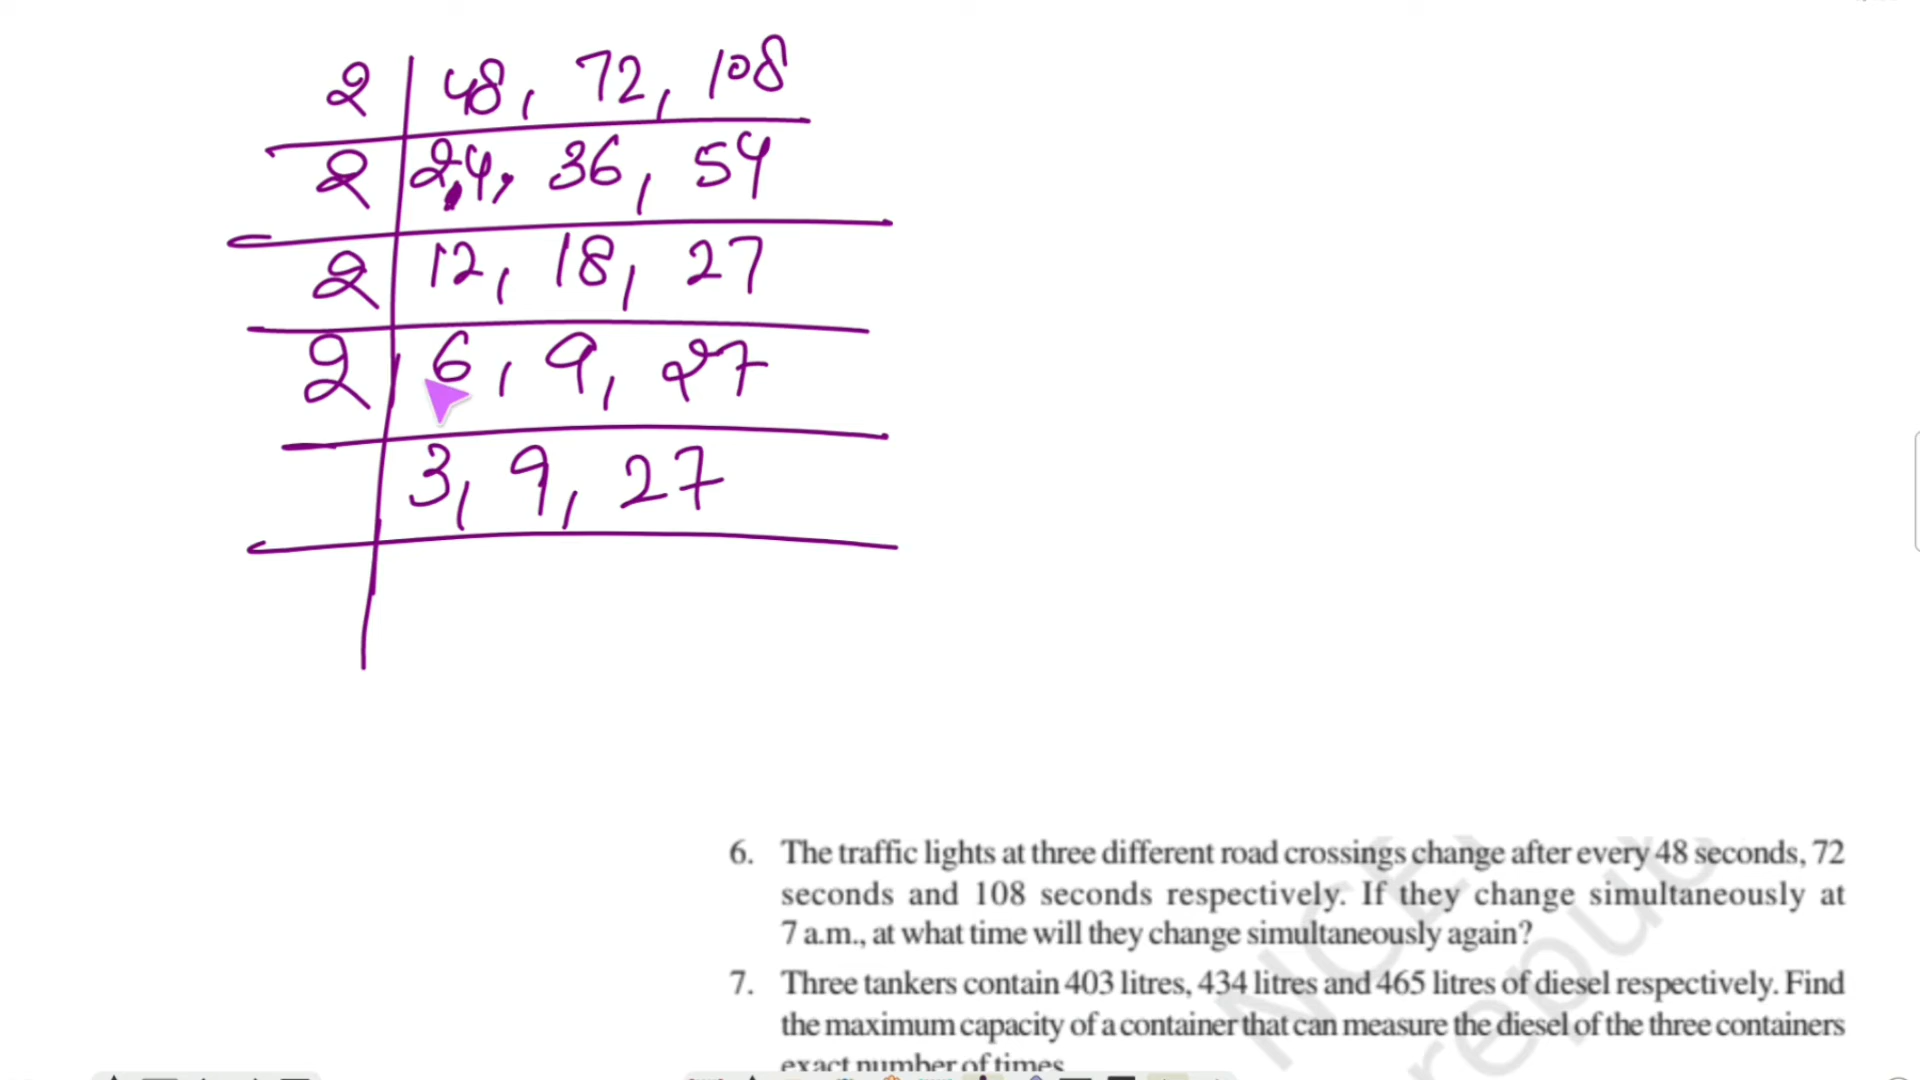 2 48, 72, 108
2 24, 36, 54
2 12, 18, 27
2 6, 9, 27
3, 9, 27
6. The traffic lights at three different road crossings change after every 48 seconds, 72
seconds and 108 seconds respectively. If they change simultaneously at
7 a.m., at what time will they change simultaneously again?
7. Three tankers contain 403 litres, 434 litres and 465 litres of diesel respectively. Find
the maximum capacity of a container that can measure the diesel of the three containers
exact number of times.